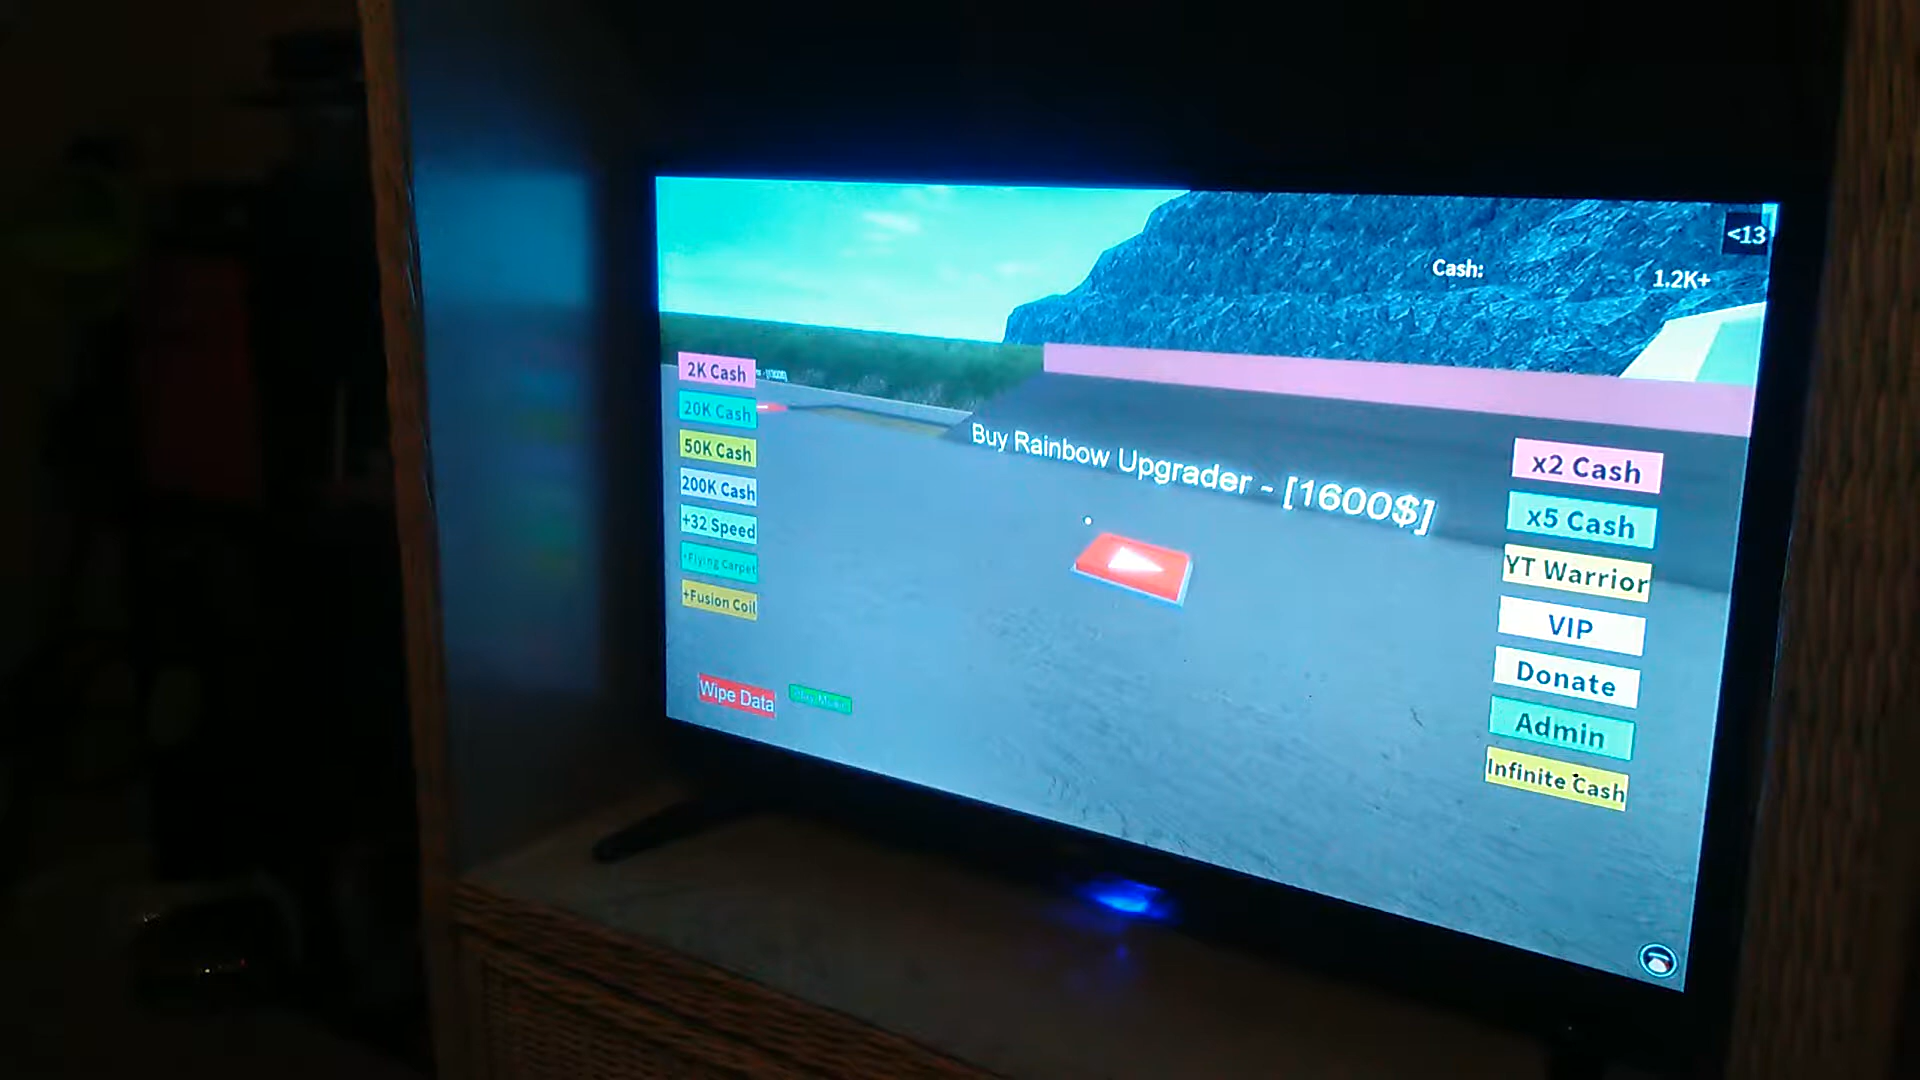 <13
Cash: 1.2K+
2K Cash
20K Cash
50K Cash
200K Cash
+32 Speed
+Flying Carpet
+Fusion Coil
Wipe Data
Buy Rainbow Upgrader - [1600$]
x2 Cash
x5 Cash
YT Warrior
VIP
Donate
Admin
Infinite Cash